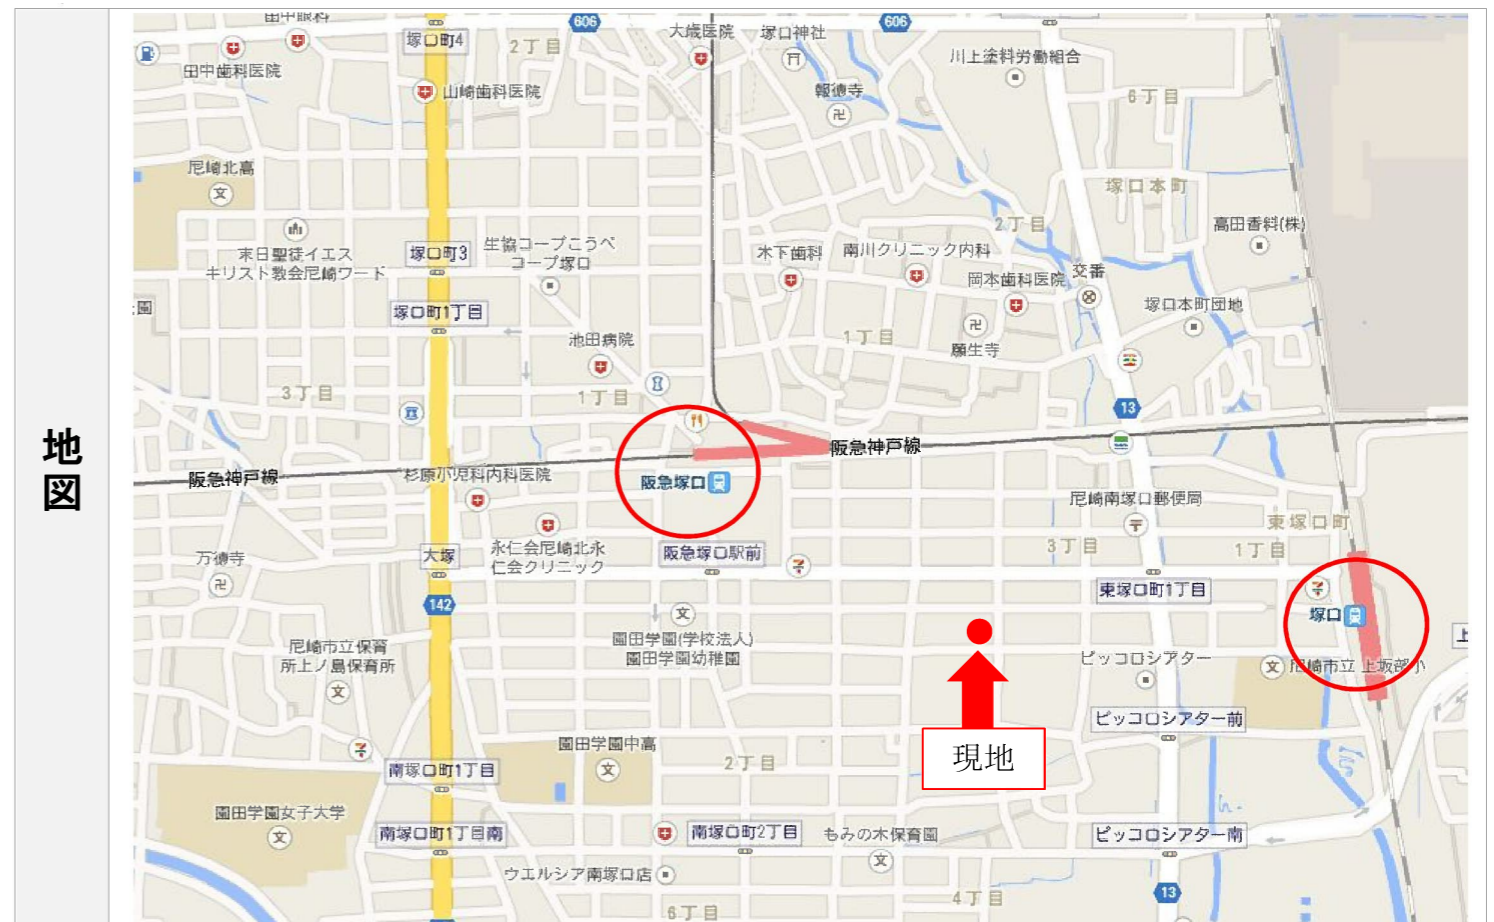 地図
田中眼科
606
大歳医院
塚口神社
606
塚口町4
2丁目
川上塗料労働組合
田中歯科医院
山崎歯科医院
報徳寺
6丁目
尼崎北高
塚口本町
2丁目
高田香料(株)
末日聖徒イエス
キリスト教会尼崎ワード
塚口町3
生協コープこうべ
コープ塚口
木下歯科
南川クリニック内科
岡本歯科医院
交番
園
塚口町1丁目
塚口本町団地
池田病院
1丁目
願生寺
3丁目
1丁目
13
阪急神戸線
阪急神戸線
杉原小児科内科医院
阪急塚口
尼崎南塚口郵便局
東塚口町
万徳寺
大塚
永仁会尼崎北永
仁会クリニック
阪急塚口駅前
3丁目
1丁目
142
東塚口町1丁目
塚口
尼崎市立保育
所上ノ島保育所
園田学園(学校法人)
園田学園幼稚園
ピッコロシアター
尼崎市立 上坂部小
上
ピッコロシアター前
現地
園田学園中高
2丁目
南塚口町1丁目
園田学園女子大学
南塚口町1丁目南
南塚口町2丁目
もみの木保育園
ピッコロシアター南
ウエルシア南塚口店
4丁目
13
6丁目